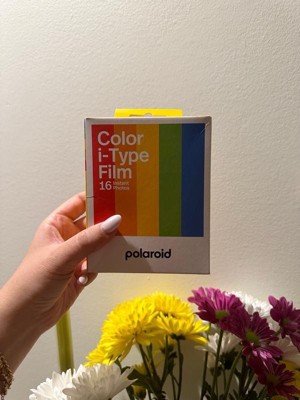 Color
i-Type
Film
16 Instant
Photos
polaroid